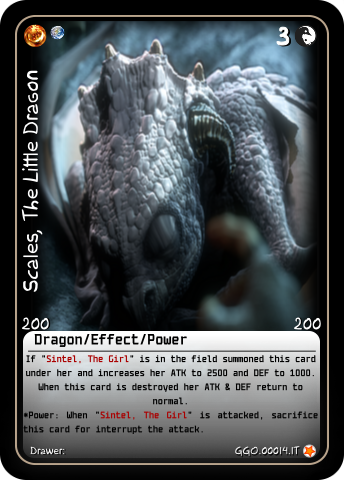 3
Scales, The Little Dragon
200 200
Dragon/Effect/Power
If "Sintel, The Girl" is in the field summoned this card
under her and increases her ATK to 2500 and DEF to 1000.
When this card is destroyed her ATK & DEF return to
normal.
*Power: When "Sintel, The Girl" is attacked, sacrifice
this card for interrupt the attack.
Drawer: GGO.00014.IT